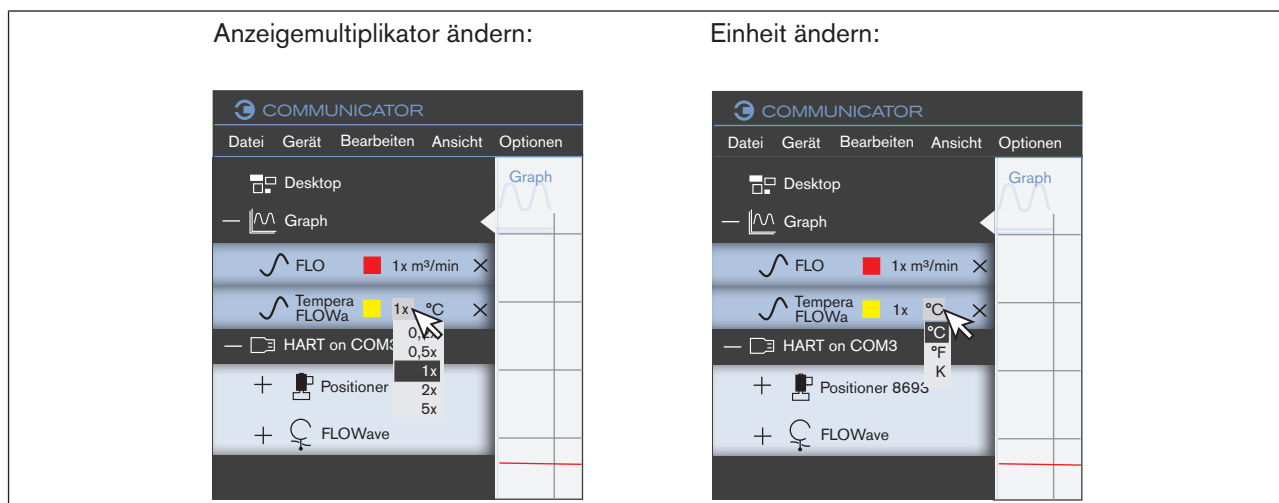 Anzeigemultiplikator ändern:
COMMUNICATOR
Datei Gerät Bearbeiten Ansicht Optionen
Desktop
Graph
Graph
FLO 1x m³/min
Tempera
FLOWa 1x °C
HART on COM3
0,5x
1x
2x
5x
Positioner
FLOWave
Einheit ändern:
COMMUNICATOR
Datei Gerät Bearbeiten Ansicht Optionen
Desktop
Graph
Graph
FLO 1x m³/min
Tempera
FLOWa 1x °C
°C
°F
K
HART on COM3
Positioner 8693
FLOWave